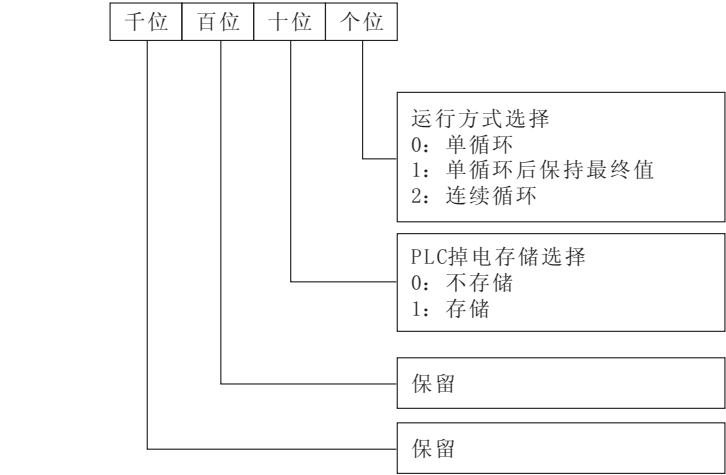 千位 百位 十位 个位
运行方式选择
0：单循环
1：单循环后保持最终值
2：连续循环
PLC掉电存储选择
0：不存储
1：存储
保留
保留